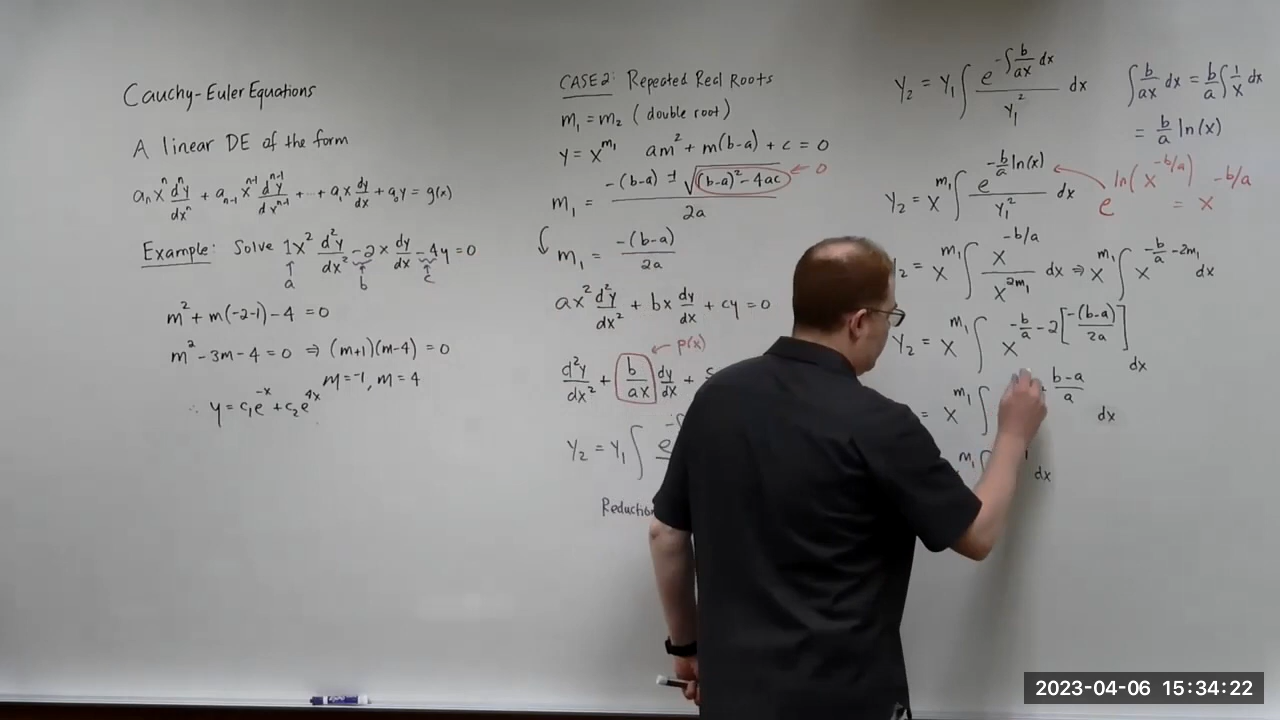 Cauchy-Euler Equations
A linear DE of the form
aₙxⁿ dⁿy/dxⁿ + aₙ₋₁xⁿ⁻¹ dⁿ⁻¹y/dxⁿ⁻¹ + ... + a₁x dy/dx + a₀y = g(x)
Example: Solve 1x² d²y/dx² -2x dy/dx -4y = 0
a b c
m² + m(-2-1) - 4 = 0
m² - 3m - 4 = 0 ⇒ (m+1)(m-4) = 0
m = -1, m = 4
∴ y = c₁e^(-x) + c₂e^(4x)
CASE 2: Repeated Real Roots
m₁ = m₂ (double root)
y = x^(m₁) am² + m(b-a) + c = 0
m₁ = (-(b-a) ± √((b-a)² - 4ac))/(2a) ← 0
m₁ = -(b-a)/(2a)
ax² d²y/dx² + bx dy/dx + cy = 0
p(x)
d²y/dx² + b/(ax) dy/dx +
Y₂ = Y₁ ∫ e
Y₂ = Y₁ ∫ e^(-∫ b/(ax) dx)/Y₁² dx
∫ b/(ax) dx = b/a ∫ 1/x dx
= b/a ln(x)
Y₂ = x^(m₁) ∫ e^(-b/a ln(x))/Y₁² dx
e^(ln(x^(-b/a))) = x^(-b/a)
₂ = x^(m₁) ∫ x^(-b/a)/x^(2m₁) dx ⇒ x^(m₁) ∫ x^(-b/a - 2m₁) dx
Y₂ = x^(m₁) ∫ x^(-b/a - 2[-(b-a)/(2a)]) dx
= x^(m₁) ∫ (b-a)/a dx
m₁ ∫ dx
2023-04-06 15:34:22